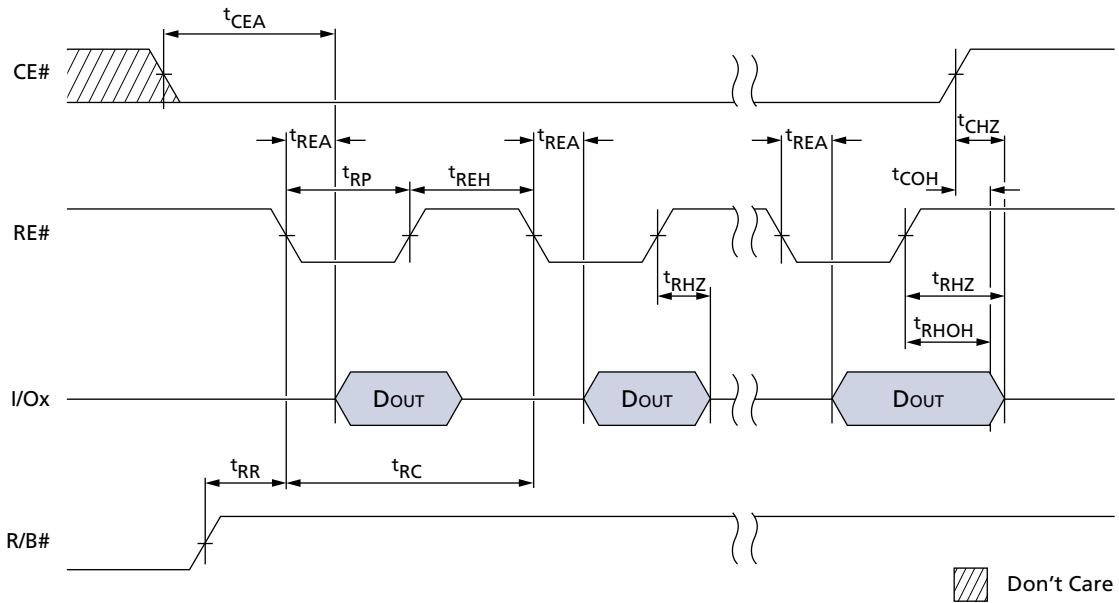 tCEA
CE#
tCHZ
tREA
tREA
tREA
tCOH
tRP
tREH
RE#
tRHZ
tRHZ
tRHOH
I/Ox
DOUT
DOUT
DOUT
tRR
tRC
R/B#
Don't Care